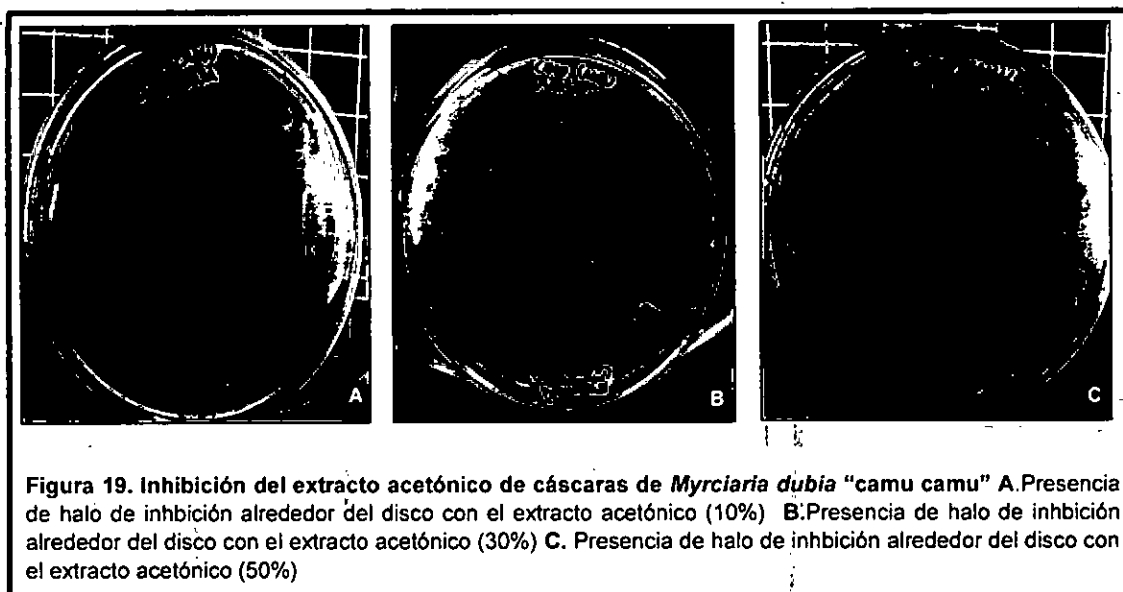 A
B
C
Figura 19. Inhibición del extracto acetónico de cáscaras de Myrciaria dubia "camu camu" A.Presencia
de halo de inhbición alrededor del disco con el extracto acetónico (10%) B.Presencia de halo de inhbición
alrededor del disco con el extracto acetónico (30%) C. Presencia de halo de inhbición alrededor del disco con
el extracto acetónico (50%)